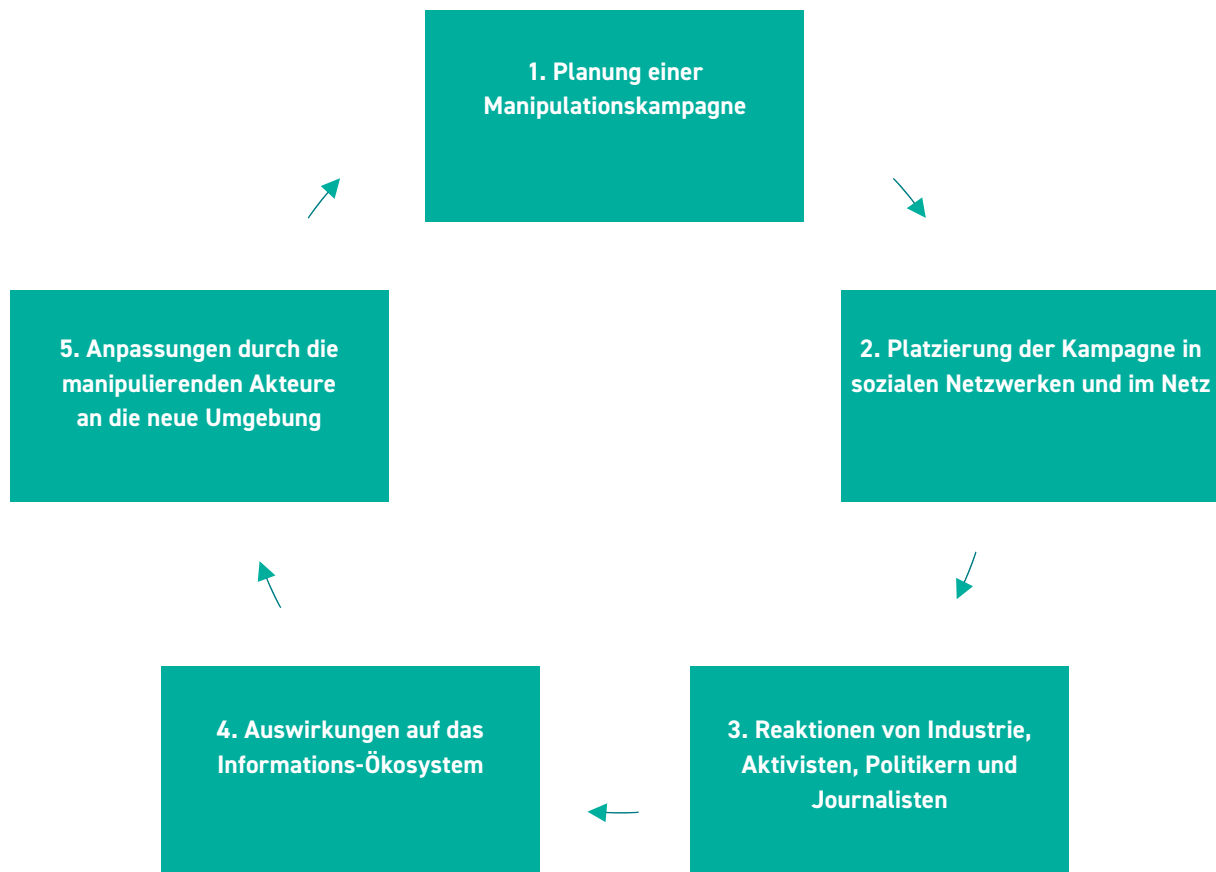 1. Planung einer
Manipulationskampagne
2. Platzierung der Kampagne in
sozialen Netzwerken und im Netz
3. Reaktionen von Industrie,
Aktivisten, Politikern und
Journalisten
4. Auswirkungen auf das
Informations-Ökosystem
5. Anpassungen durch die
manipulierenden Akteure
an die neue Umgebung